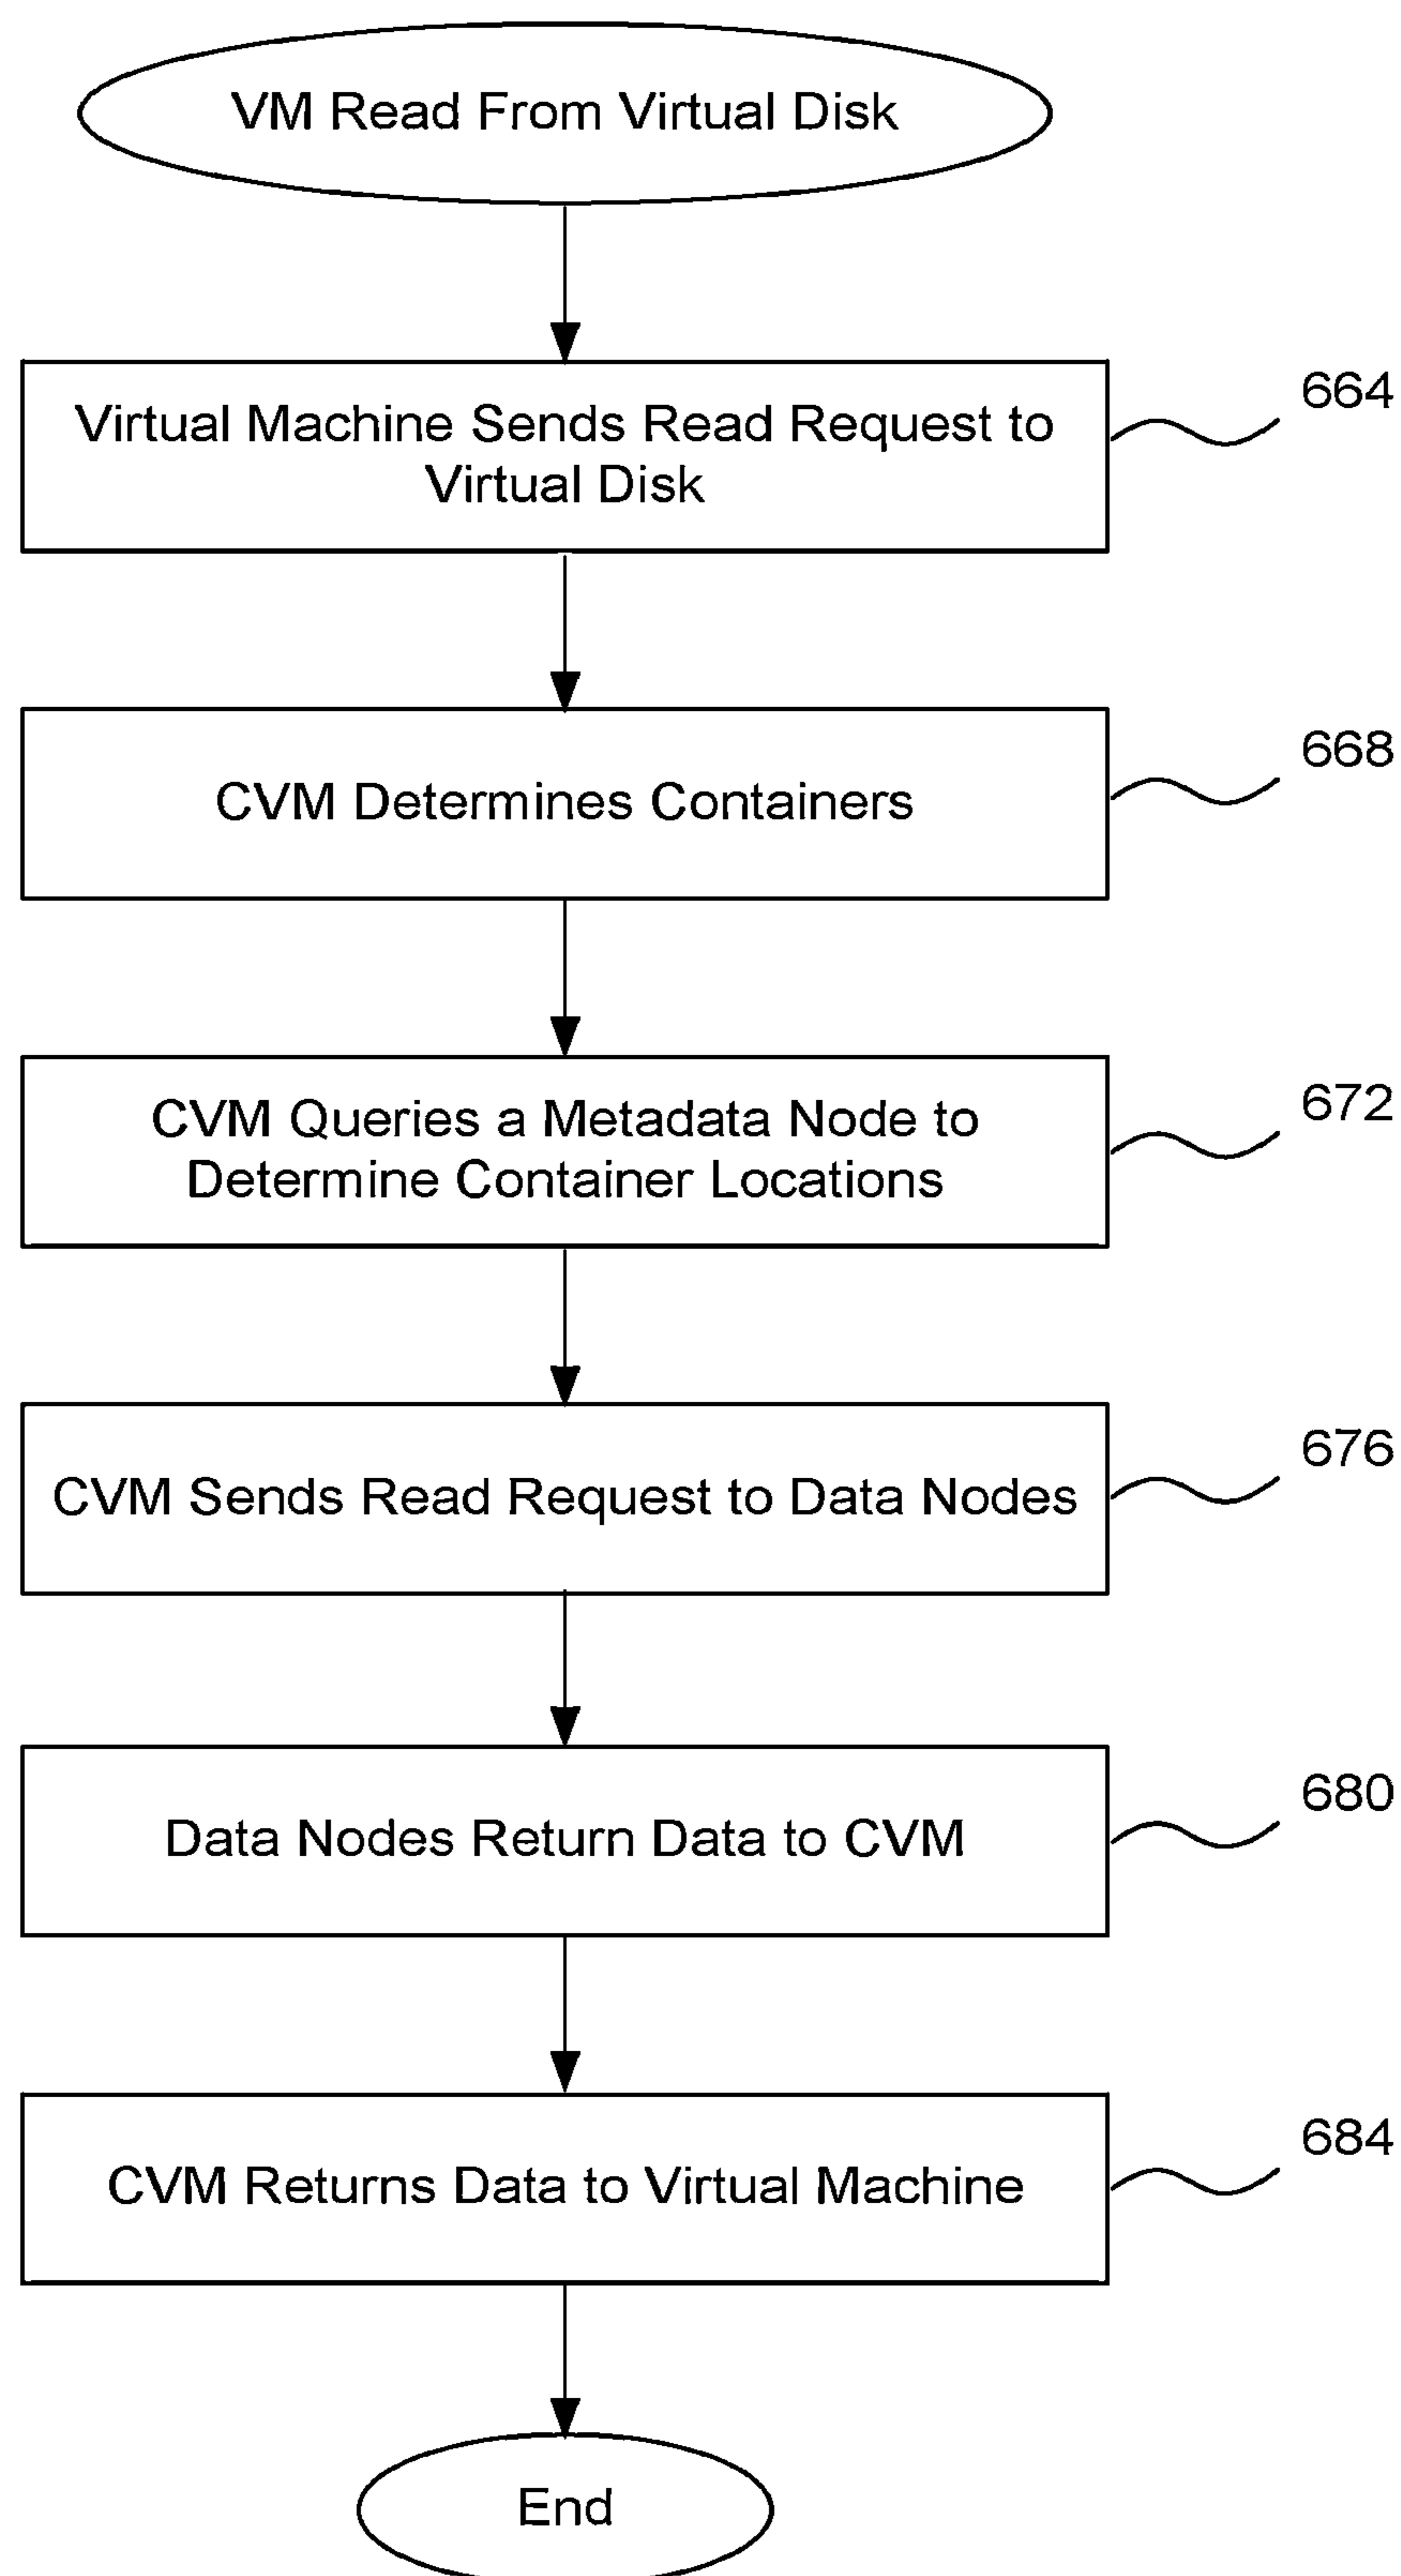 VM Read From Virtual Disk
Virtual Machine Sends Read Request to
Virtual Disk
664
CVM Determines Containers
668
CVM Queries a Metadata Node to
Determine Container Locations
672
CVM Sends Read Request to Data Nodes
676
Data Nodes Return Data to CVM
680
CVM Returns Data to Virtual Machine
684
End